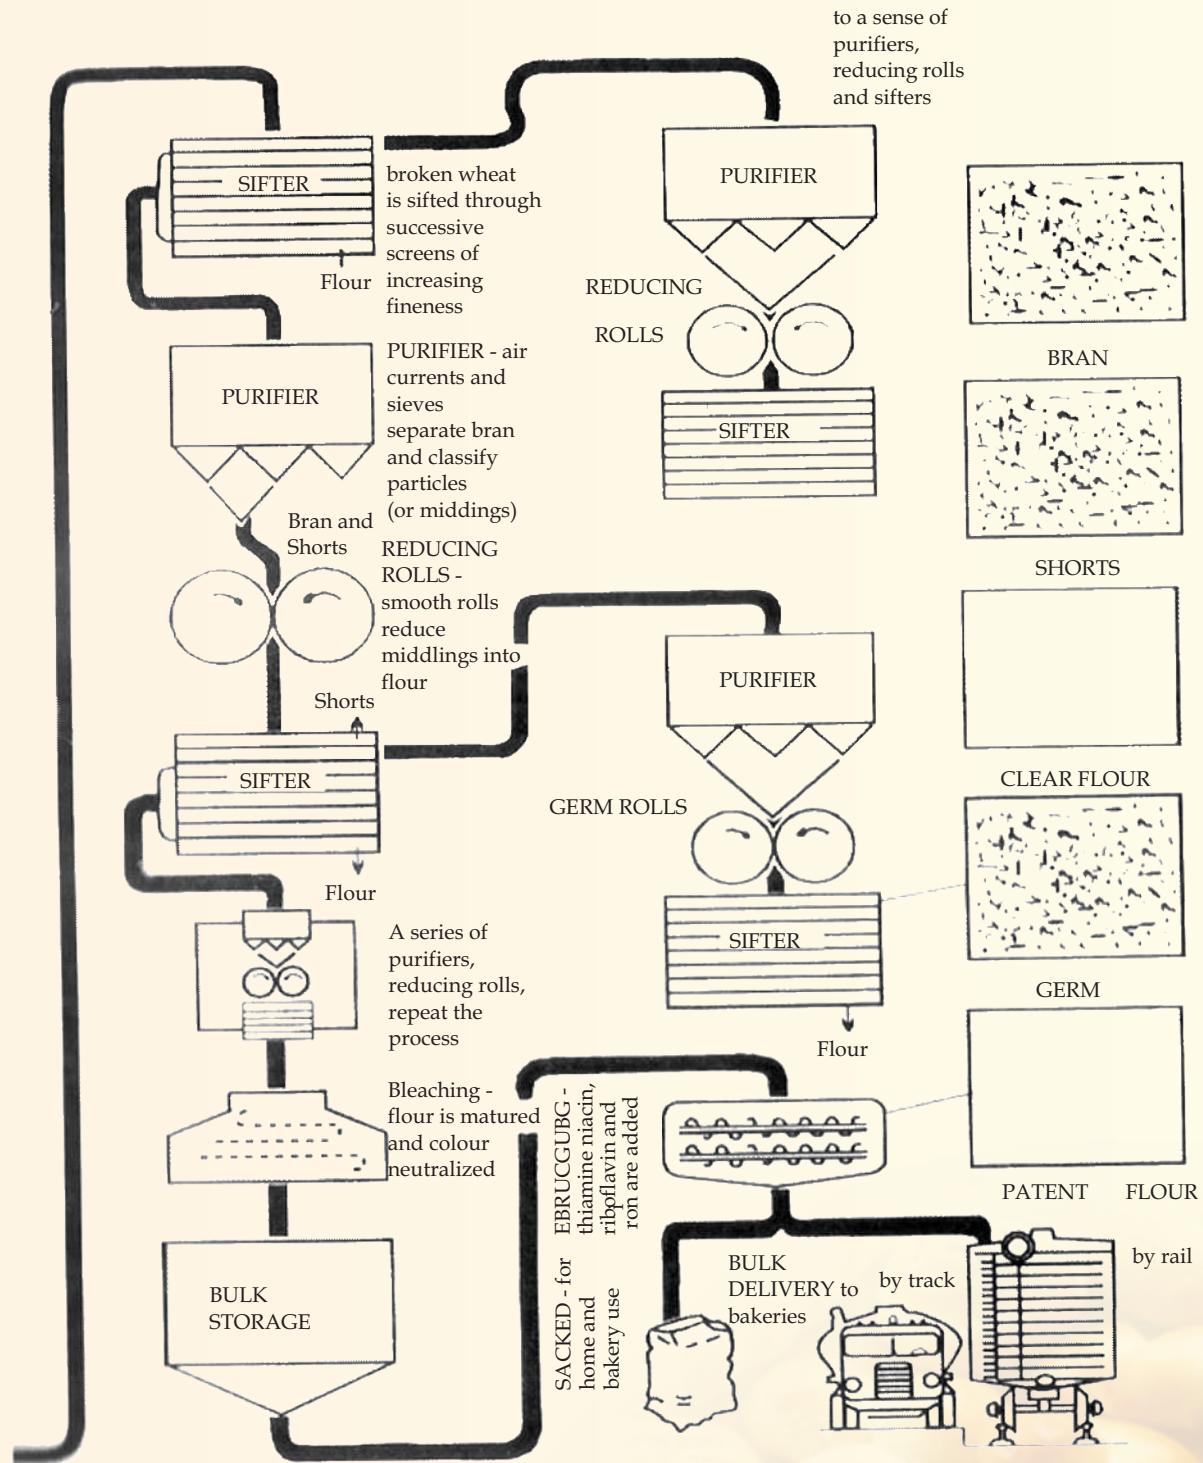 to a sense of
purifiers,
reducing rolls
and sifters
SIFTER
broken wheat
is sifted through
successive
screens of
increasing
fineness
Flour
PURIFIER
REDUCING
ROLLS
SIFTER
BRAN
PURIFIER
PURIFIER - air
currents and
sieves
separate bran
and classify
particles
(or middings)
Bran and
Shorts
REDUCING
ROLLS -
smooth rolls
reduce
middlings into
flour
SHORTS
Shorts
SIFTER
Flour
PURIFIER
GERM ROLLS
SIFTER
Flour
CLEAR FLOUR
GERM
A series of
purifiers,
reducing rolls,
repeat the
process
Bleaching -
flour is matured
and colour
neutralized
EBRUCGUBG -
thiamine niacin,
riboflavin and
ron are added
PATENT FLOUR
BULK
STORAGE
SACKED - for
home and
bakery use
BULK
DELIVERY to
bakeries
by track
by rail